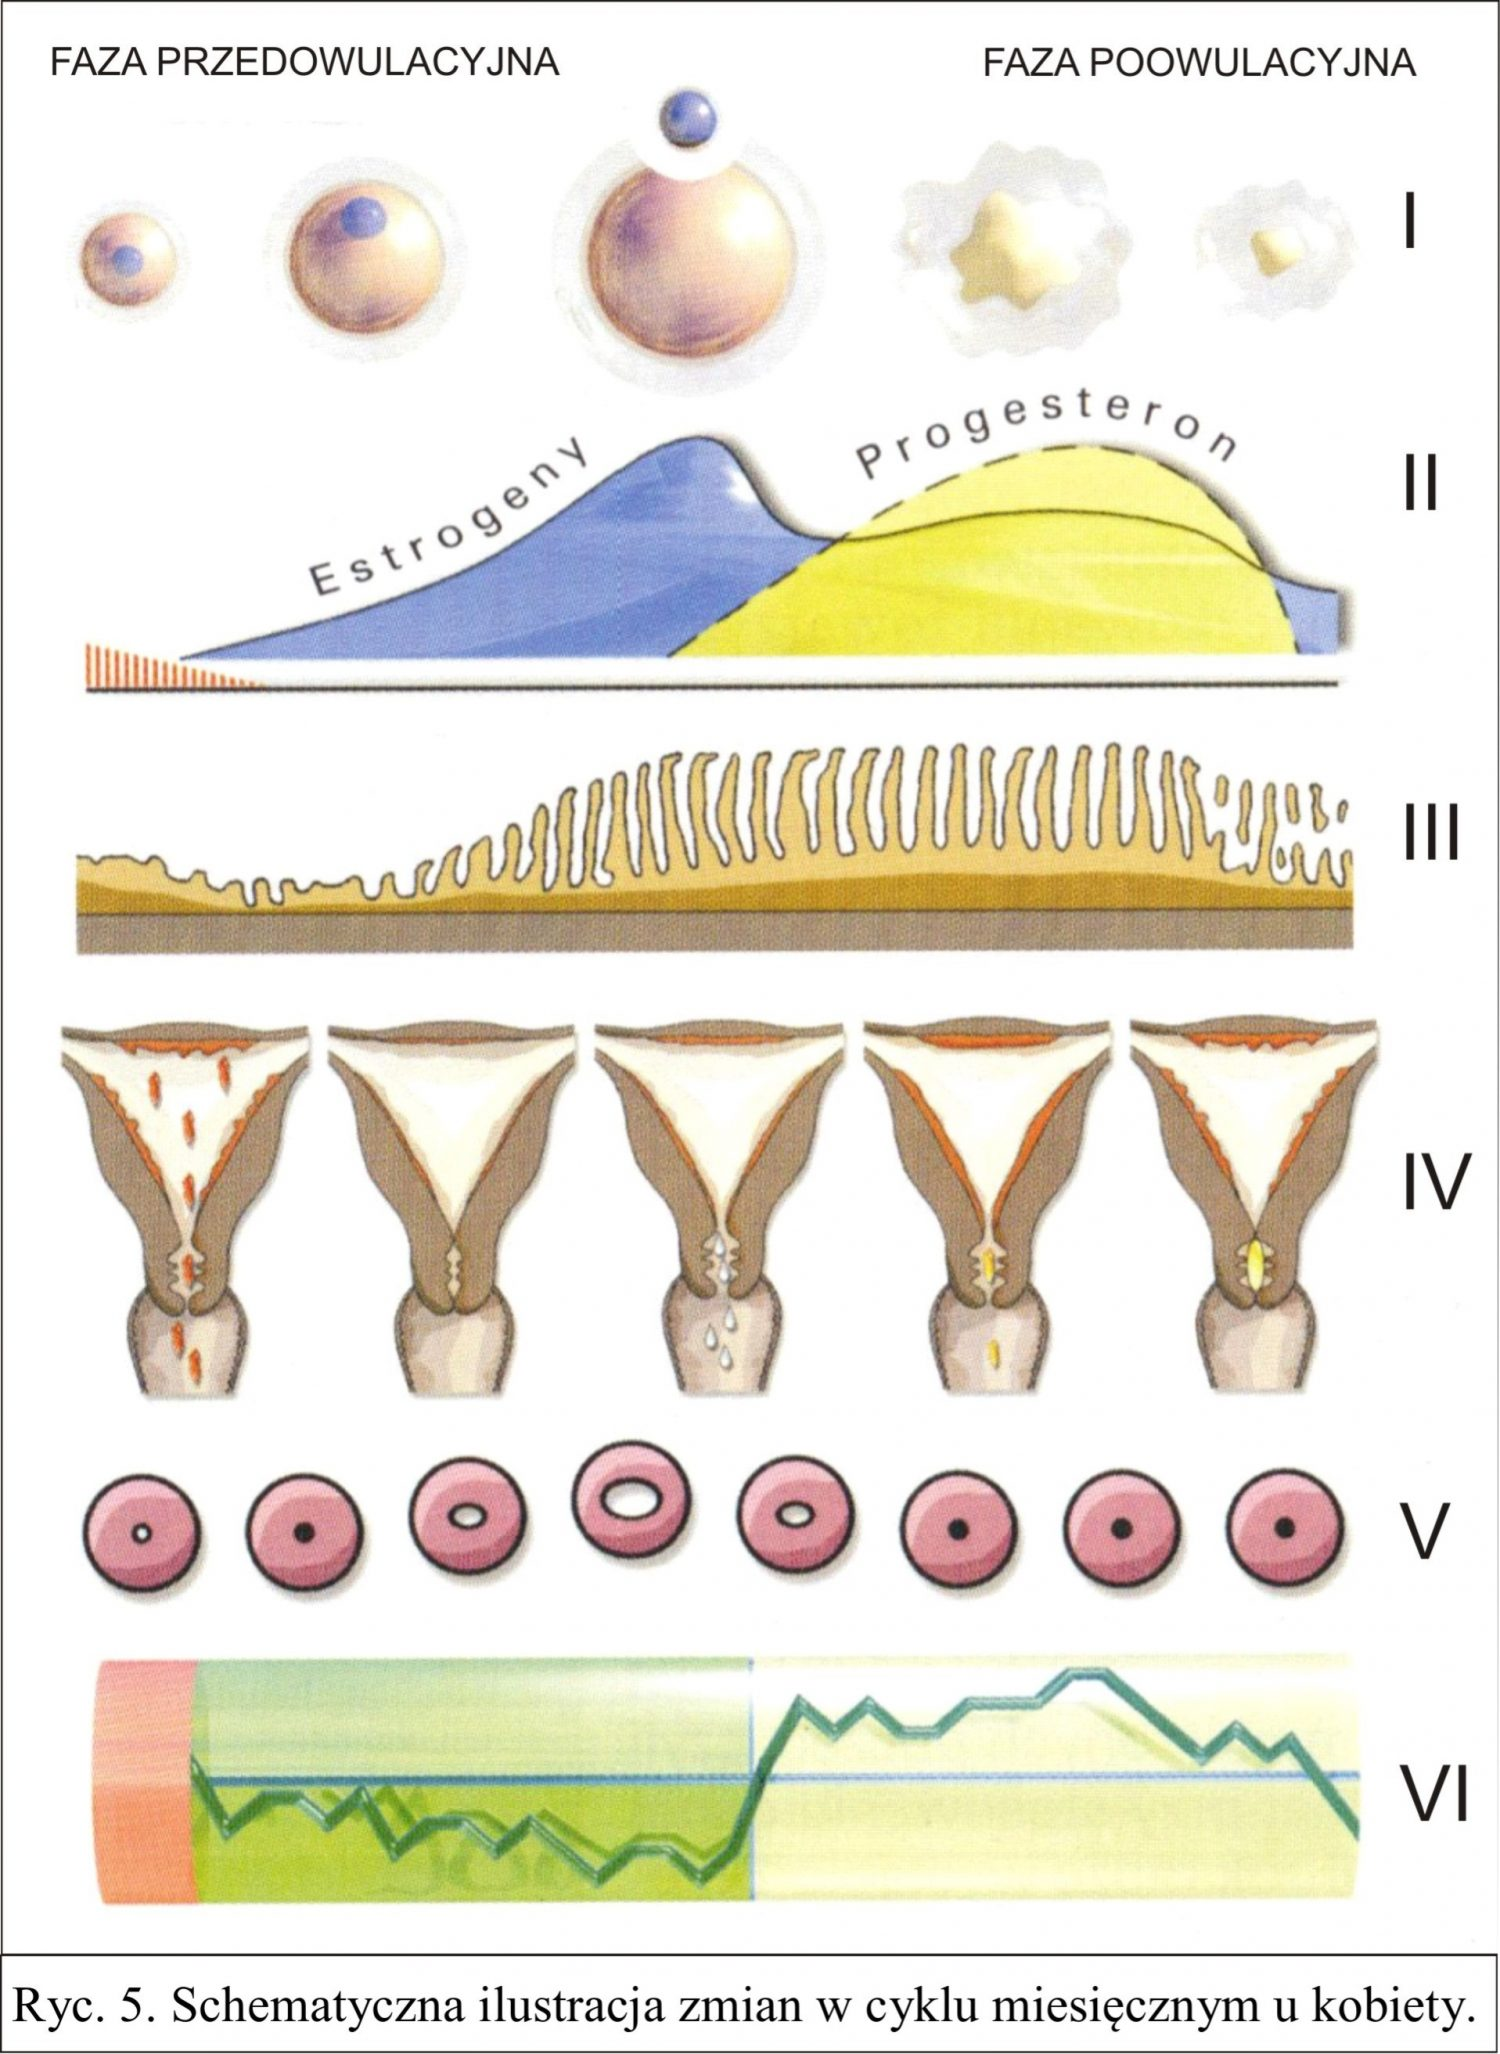 FAZA PRZEDOWULACYJNA
FAZA POOWULACYJNA
I
Estrogeny
Progesteron
II
III
IV
V
VI
Ryc. 5. Schematyczna ilustracja zmian w cyklu miesięcznym u kobiety.